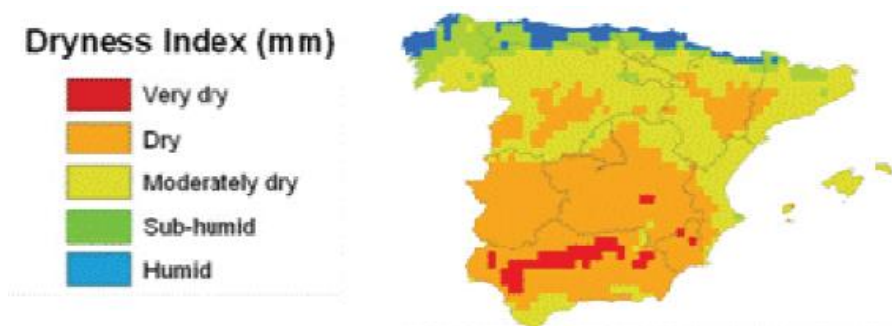 Dryness Index (mm)
Very dry
Dry
Moderately dry
Sub-humid
Humid